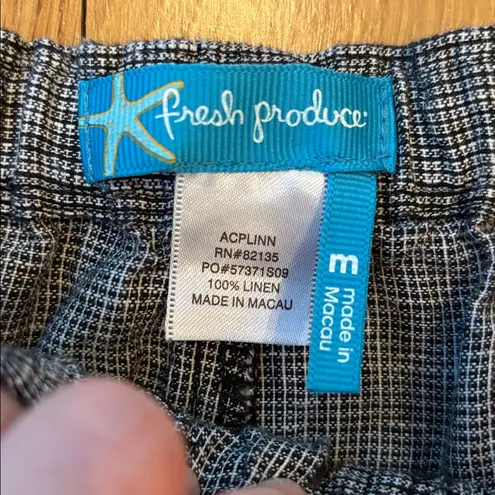 fresh produce
ACPLINN
RN#82135
PO#57371S09
100% LINEN
MADE IN MACAU
m
made in
Macau